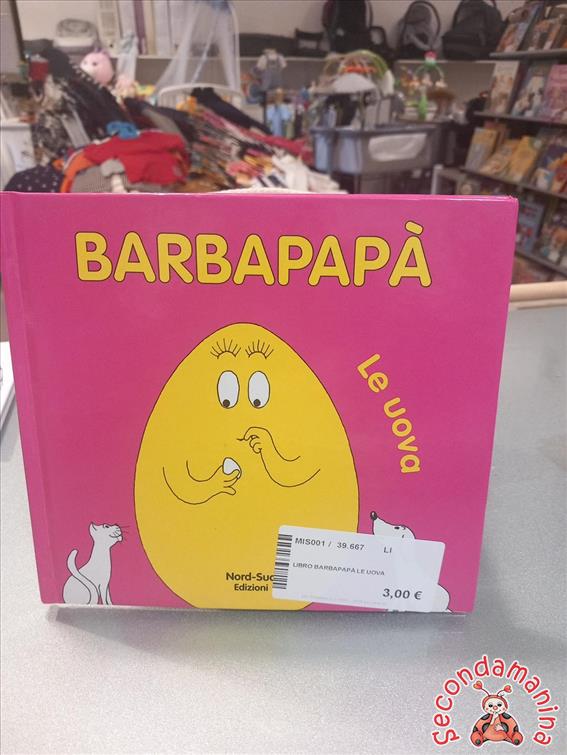 BARBAPAPÀ
Le uova
Nord-Sud
Edizioni
MIS001 / 39.667 LI
LIBRO BARBAPAPÀ LE UOVA
3,00 €
Secondamanina